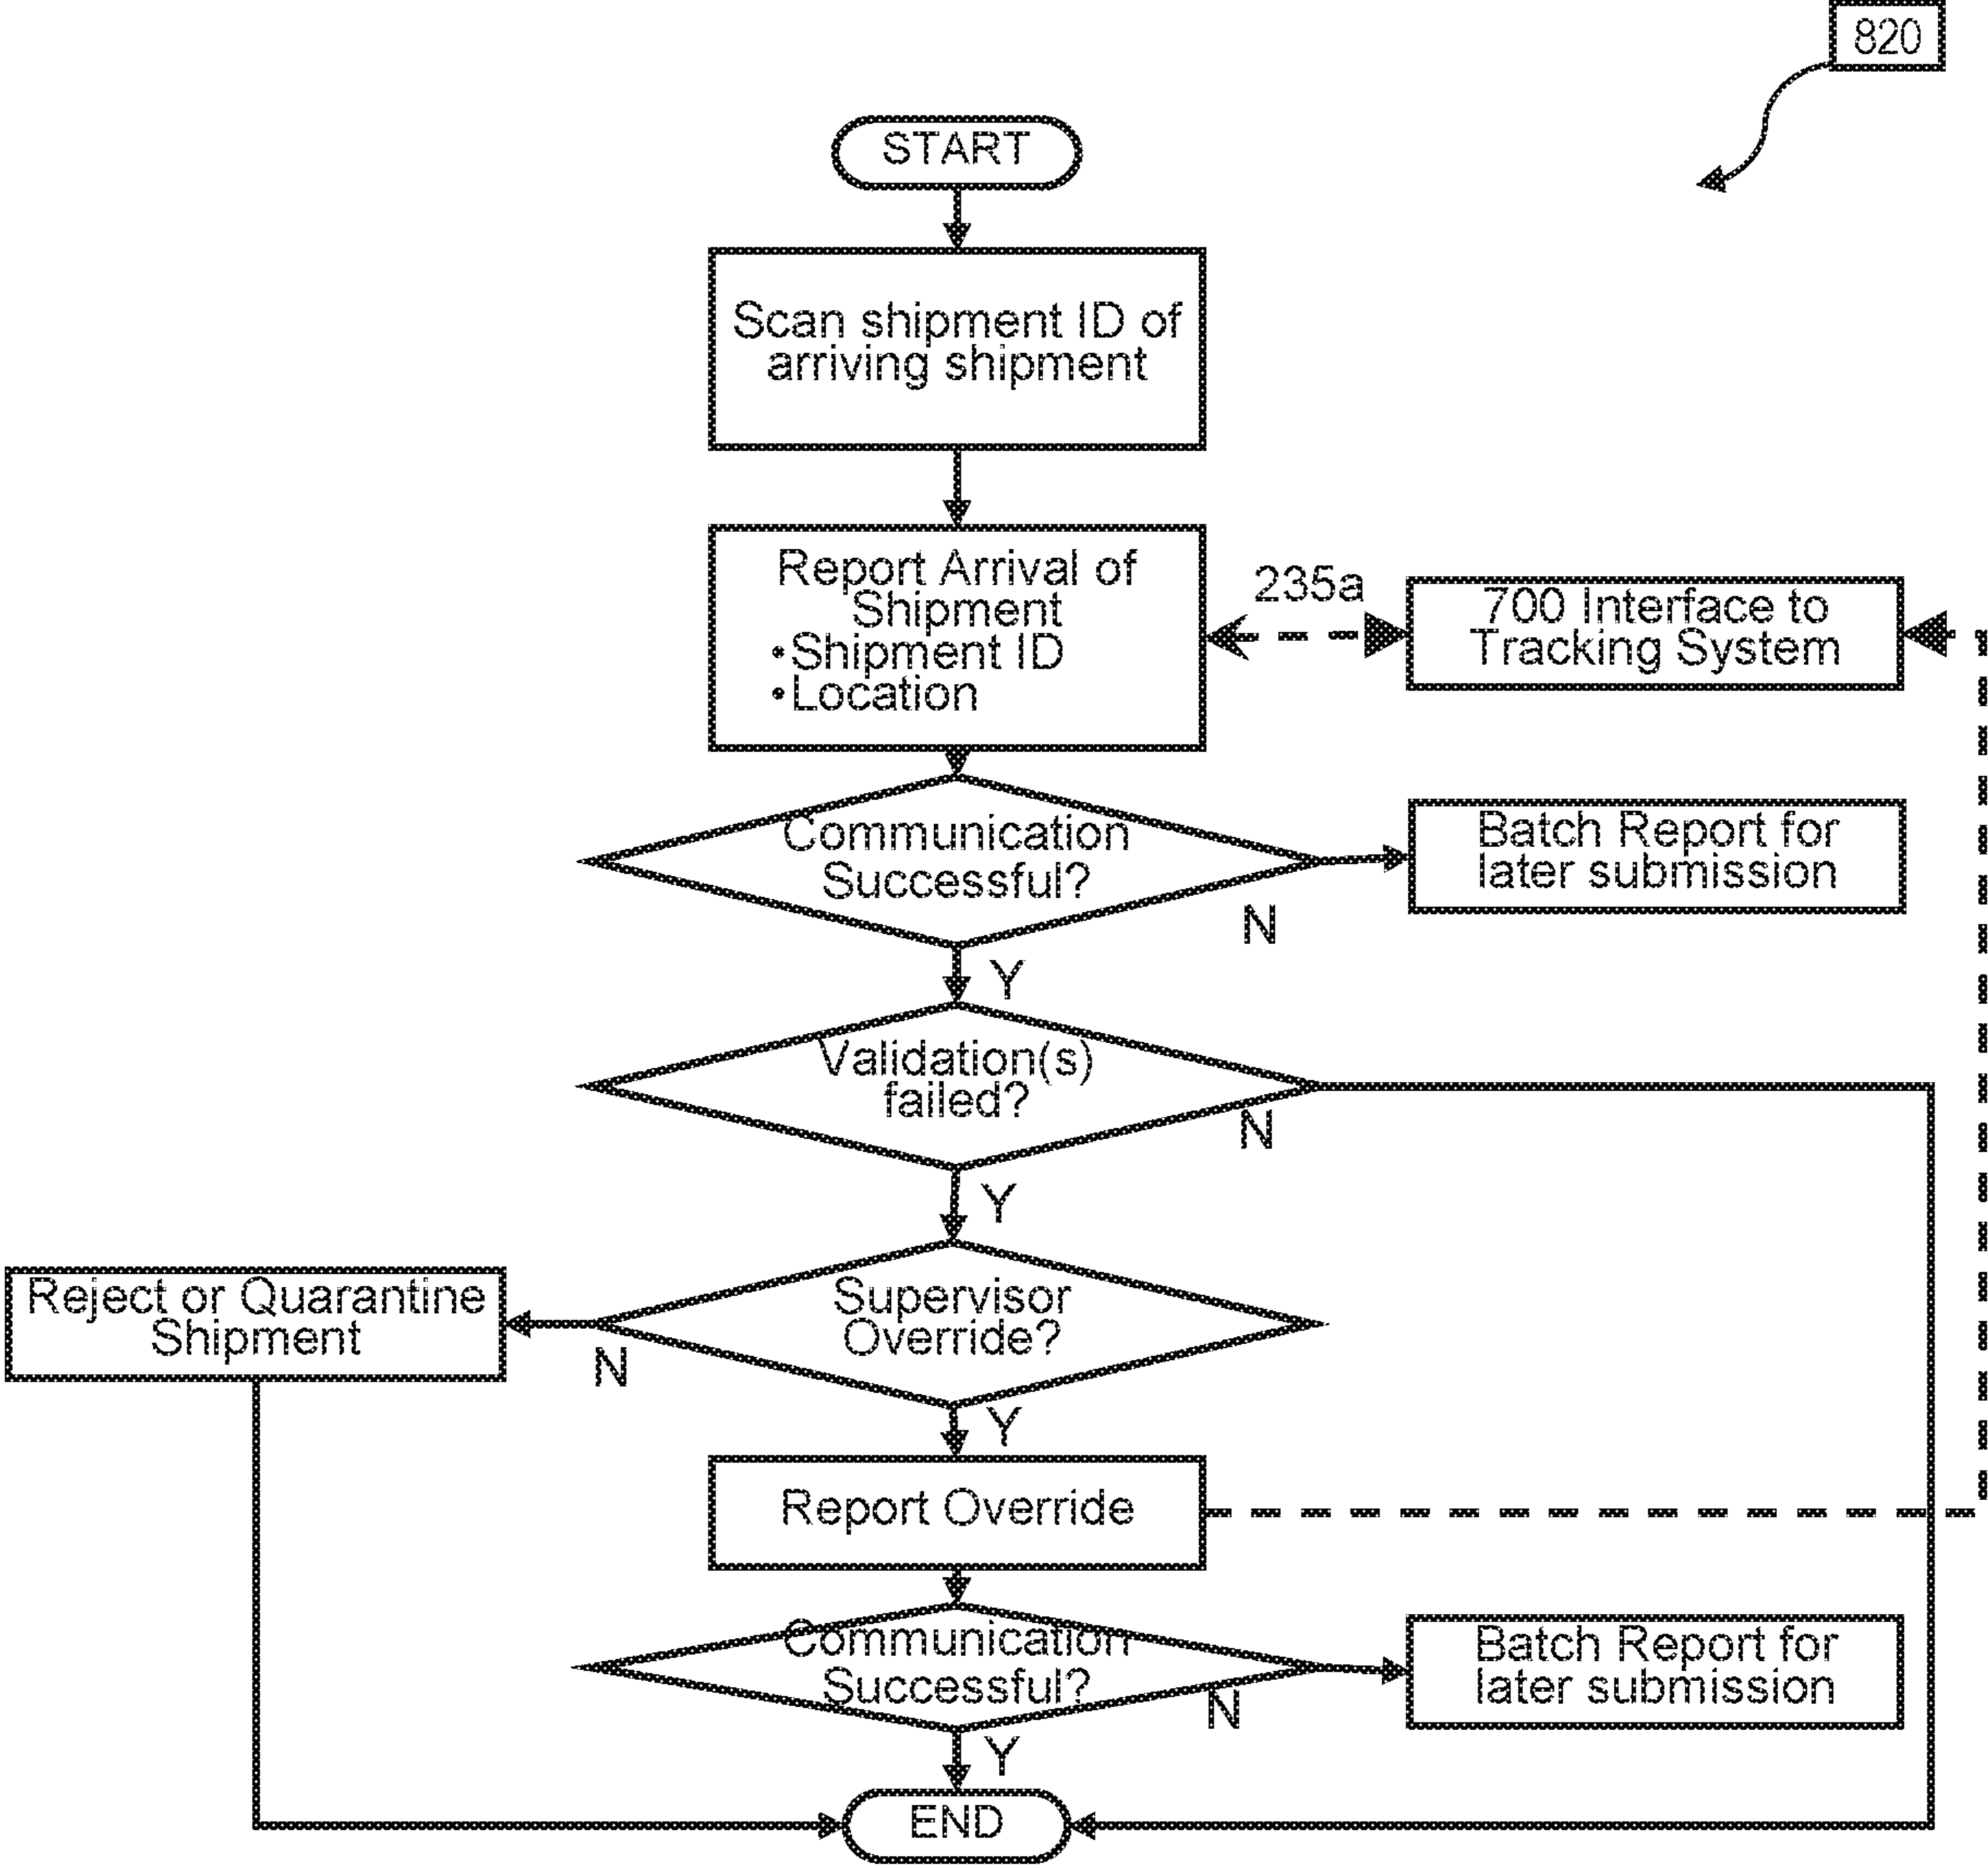 820
START
Scan shipment ID of
arriving shipment
Report Arrival of
Shipment
•Shipment ID
•Location
235a
700 Interface to
Tracking System
Communication
Successful?
N
Batch Report for
later submission
Y
Validation(s)
failed?
N
Y
Supervisor
Override?
N
Reject or Quarantine
Shipment
Y
Report Override
Communication
Successful?
N
Batch Report for
later submission
Y
END